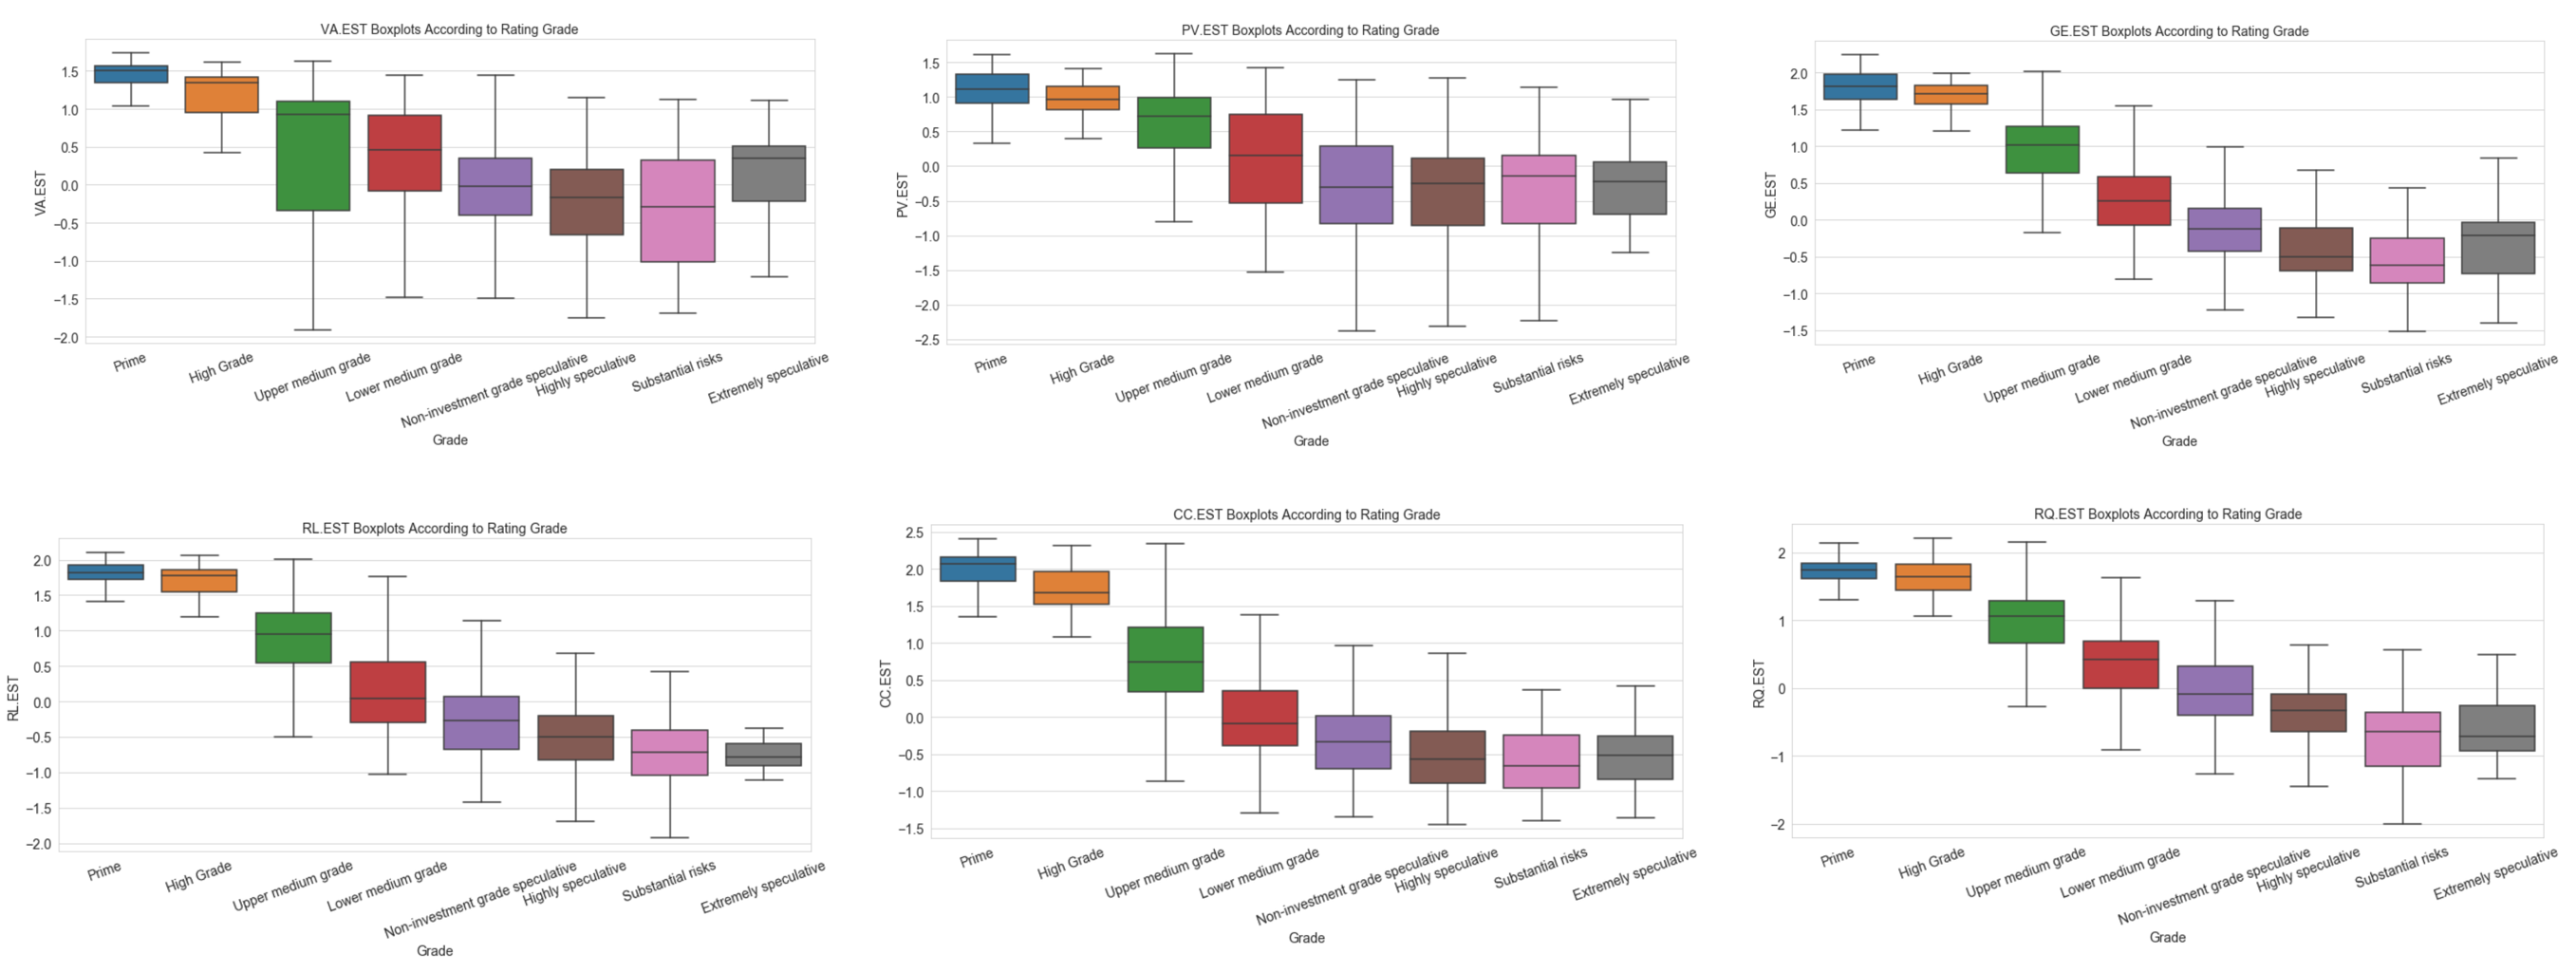 VA.EST Boxplots According to Rating Grade
VA.EST
1.5
1.0
0.5
0.0
−0.5
−1.0
−1.5
−2.0
Prime
High Grade
Upper medium grade
Lower medium grade
Non-investment grade speculative
Highly speculative
Substantial risks
Extremely speculative
Grade
PV.EST Boxplots According to Rating Grade
PV.EST
1.5
1.0
0.5
0.0
−0.5
−1.0
−1.5
−2.0
−2.5
Prime
High Grade
Upper medium grade
Lower medium grade
Non-investment grade speculative
Highly speculative
Substantial risks
Extremely speculative
Grade
GE.EST Boxplots According to Rating Grade
GE.EST
2.0
1.5
1.0
0.5
0.0
−0.5
−1.0
−1.5
Prime
High Grade
Upper medium grade
Lower medium grade
Non-investment grade speculative
Highly speculative
Substantial risks
Extremely speculative
Grade
RL.EST Boxplots According to Rating Grade
RL.EST
2.0
1.5
1.0
0.5
0.0
−0.5
−1.0
−1.5
−2.0
Prime
High Grade
Upper medium grade
Lower medium grade
Non-investment grade speculative
Highly speculative
Substantial risks
Extremely speculative
Grade
CC.EST Boxplots According to Rating Grade
CC.EST
2.5
2.0
1.5
1.0
0.5
0.0
−0.5
−1.0
−1.5
Prime
High Grade
Upper medium grade
Lower medium grade
Non-investment grade speculative
Highly speculative
Substantial risks
Extremely speculative
Grade
RQ.EST Boxplots According to Rating Grade
RQ.EST
2
1
0
−1
−2
Prime
High Grade
Upper medium grade
Lower medium grade
Non-investment grade speculative
Highly speculative
Substantial risks
Extremely speculative
Grade